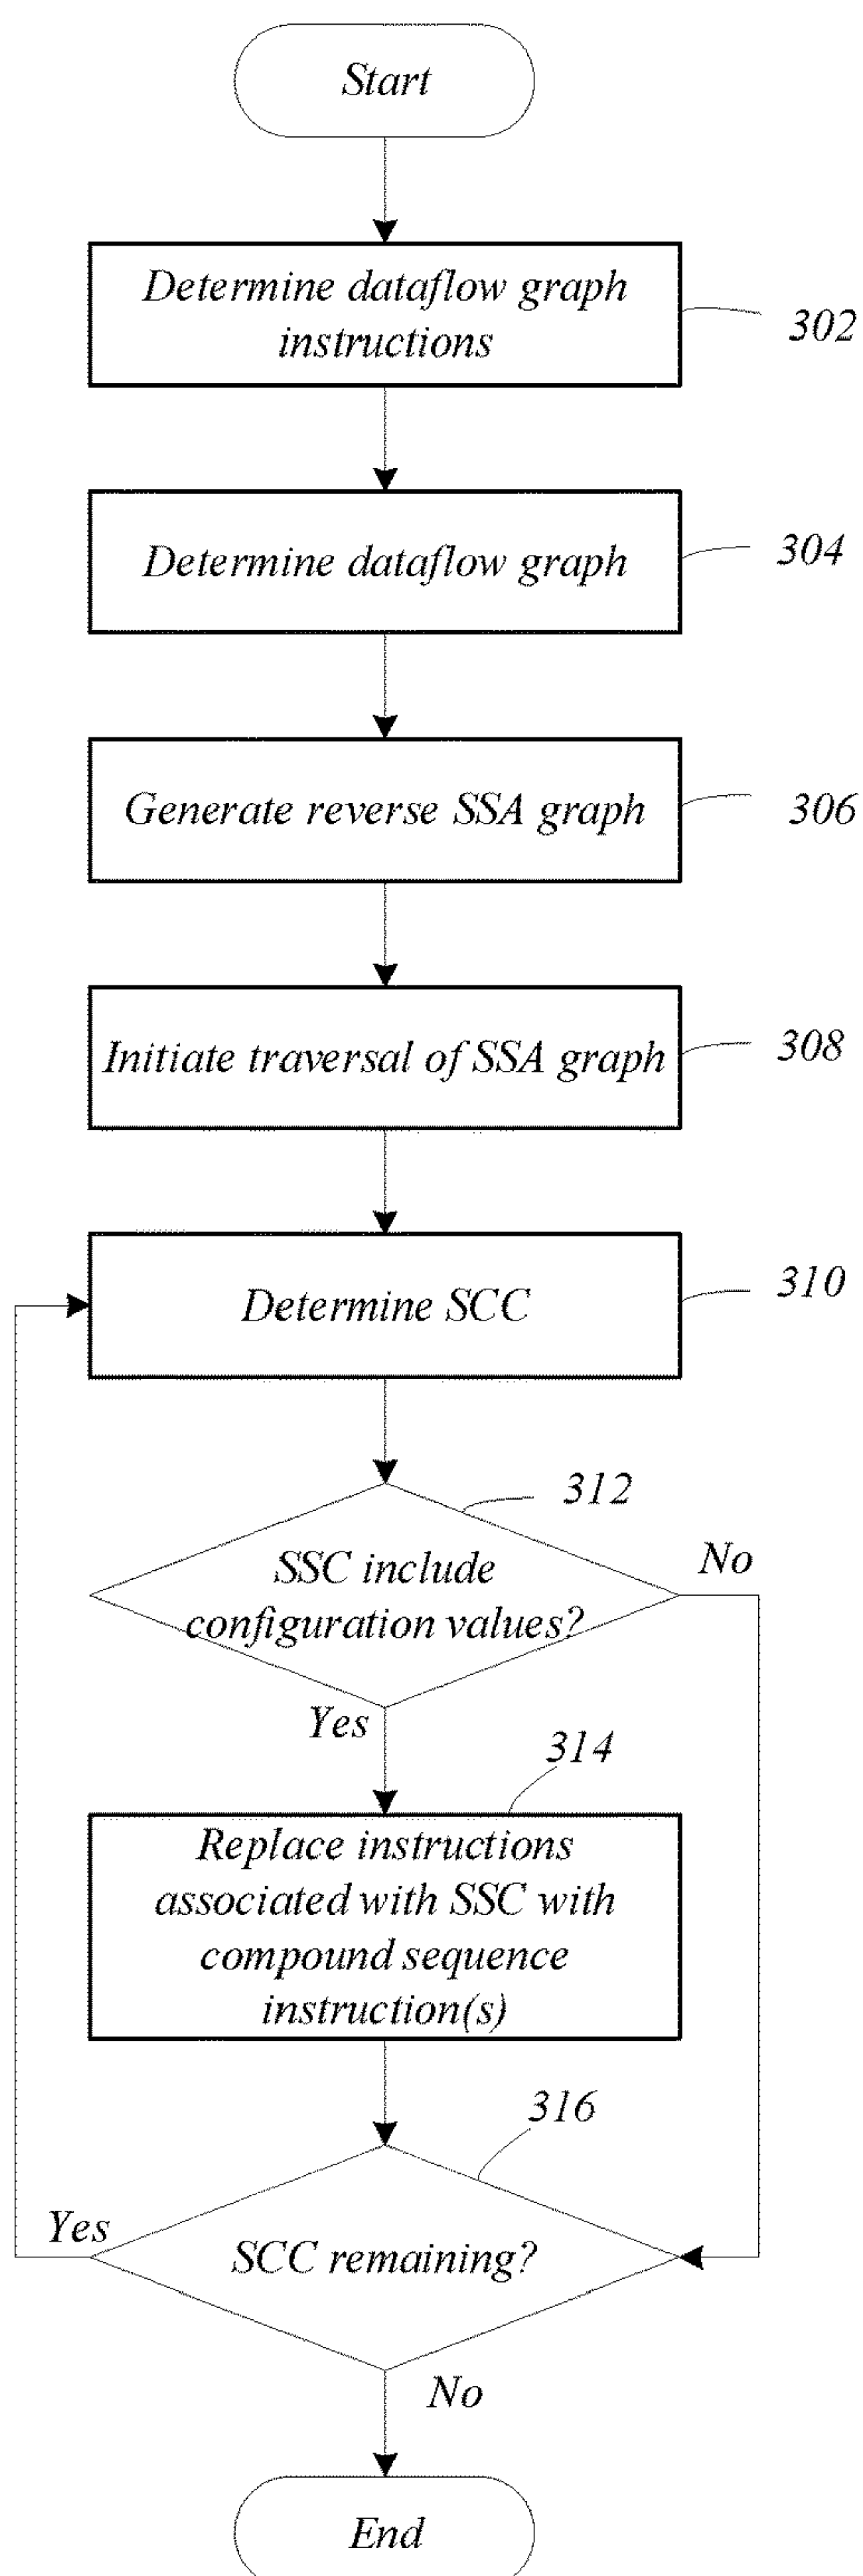 Start
Determine dataflow graph
instructions
302
Determine dataflow graph
304
Generate reverse SSA graph
306
Initiate traversal of SSA graph
308
Determine SCC
310
312
SSC include
configuration values?
No
Yes
314
Replace instructions
associated with SSC with
compound sequence
instruction(s)
316
Yes
SCC remaining?
No
End